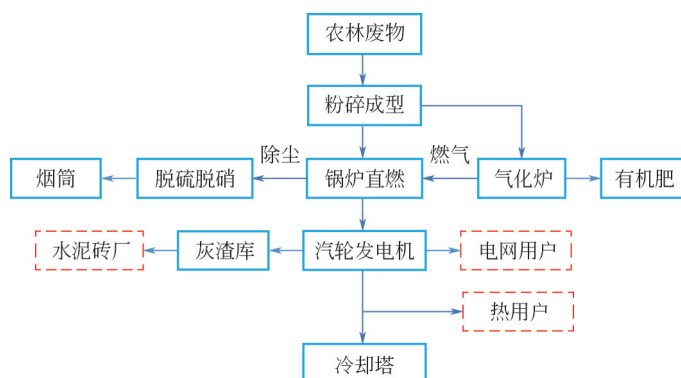 农林废物
粉碎成型
除尘
燃气
烟筒
脱硫脱硝
锅炉直燃
气化炉
有机肥
水泥砖厂
灰渣库
汽轮发电机
电网用户
热用户
冷却塔